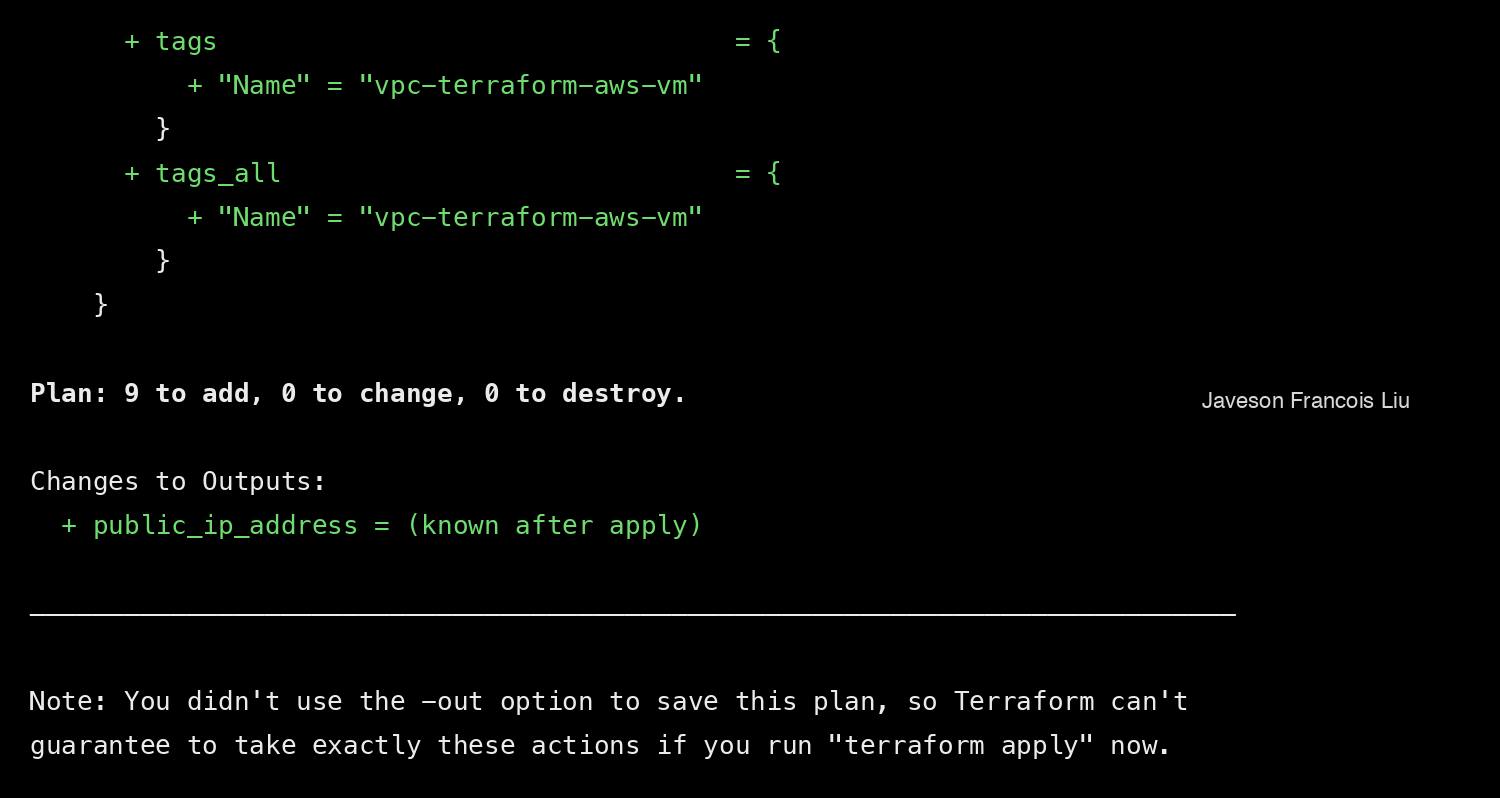 + tags = {
+ "Name" = "vpc-terraform-aws-vm"
}
+ tags_all = {
+ "Name" = "vpc-terraform-aws-vm"
}
}
Plan: 9 to add, 0 to change, 0 to destroy.
Javeson Francois Liu
Changes to Outputs:
+ public_ip_address = (known after apply)
Note: You didn't use the -out option to save this plan, so Terraform can't
guarantee to take exactly these actions if you run "terraform apply" now.